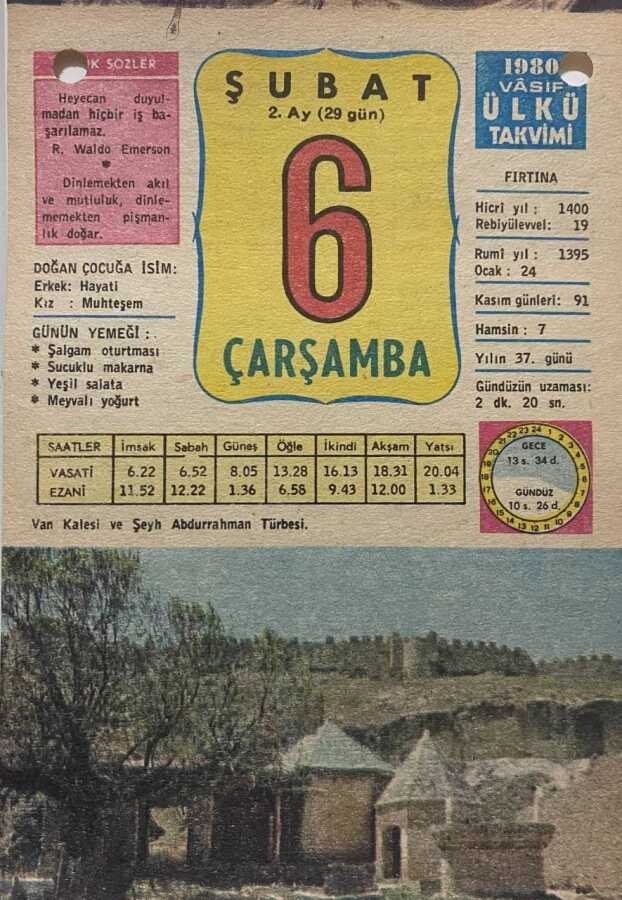 K SÖZLER
Heyecan duyul-
madan hiçbir iş ba-
şarılamaz.
R. Waldo Emerson
*
Dinlemekten akıl
ve mutluluk, dinle-
memekten pişman-
lık doğar.
DOĞAN ÇOCUĞA İSİM:
Erkek: Hayati
Kız : Muhteşem
GÜNÜN YEMEĞİ :
* Şalgam oturtması
* Sucuklu makarna
* Yeşil salata
* Meyvalı yoğurt
ŞUBAT
2. Ay (29 gün)
6
ÇARŞAMBA
1980
VÂSIF
ÜLKÜ
TAKVİMİ
FIRTINA
Hicrî yıl : 1400
Rebiyülevvel: 19
Rumî yıl : 1395
Ocak : 24
Kasım günleri: 91
Hamsin : 7
Yılın 37. günü
Gündüzün uzaması:
2 dk. 20 sn.
SAATLER İmsak Sabah Güneş Öğle İkindi Akşam Yatsı
VASATİ 6.22 6.52 8.05 13.28 16.13 18.31 20.04
EZANİ 11.52 12.22 1.36 6.58 9.43 12.00 1.33
GECE
13 s. 34 d.
GÜNDÜZ
10 s. 26 d.
Van Kalesi ve Şeyh Abdurrahman Türbesi.